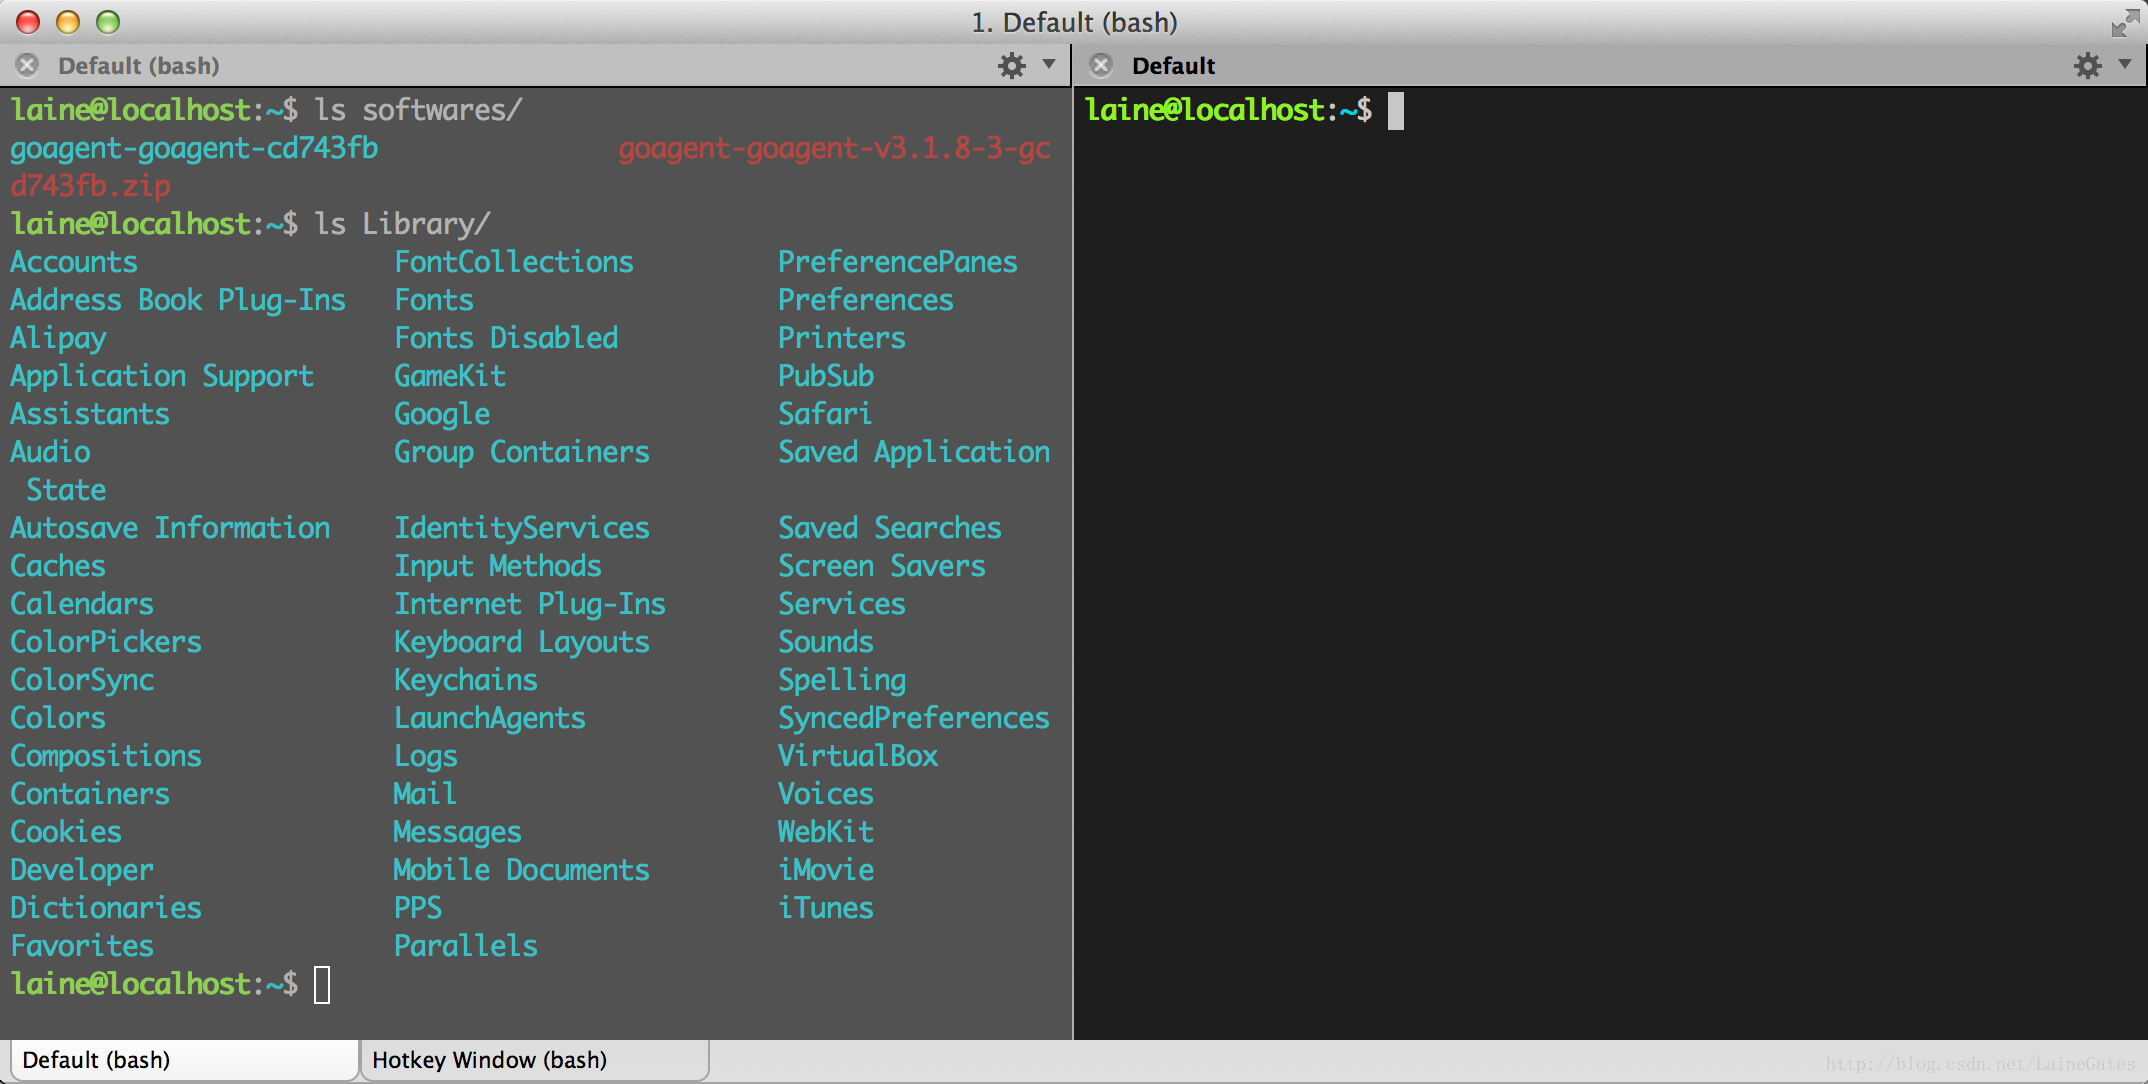 1. Default (bash)
Default (bash)
Default
laine@localhost:~$ ls softwares/
goagent-goagent-cd743fb goagent-goagent-v3.1.8-3-gc
d743fb.zip
laine@localhost:~$ ls Library/
Accounts FontCollections PreferencePanes
Address Book Plug-Ins Fonts Preferences
Alipay Fonts Disabled Printers
Application Support GameKit PubSub
Assistants Google Safari
Audio Group Containers Saved Application
State
Autosave Information IdentityServices Saved Searches
Caches Input Methods Screen Savers
Calendars Internet Plug-Ins Services
ColorPickers Keyboard Layouts Sounds
ColorSync Keychains Spelling
Colors LaunchAgents SyncedPreferences
Compositions Logs VirtualBox
Containers Mail Voices
Cookies Messages WebKit
Developer Mobile Documents iMovie
Dictionaries PPS iTunes
Favorites Parallels
laine@localhost:~$
laine@localhost:~$
Default (bash)
Hotkey Window (bash)
http://blog.csdn.net/LaineGates